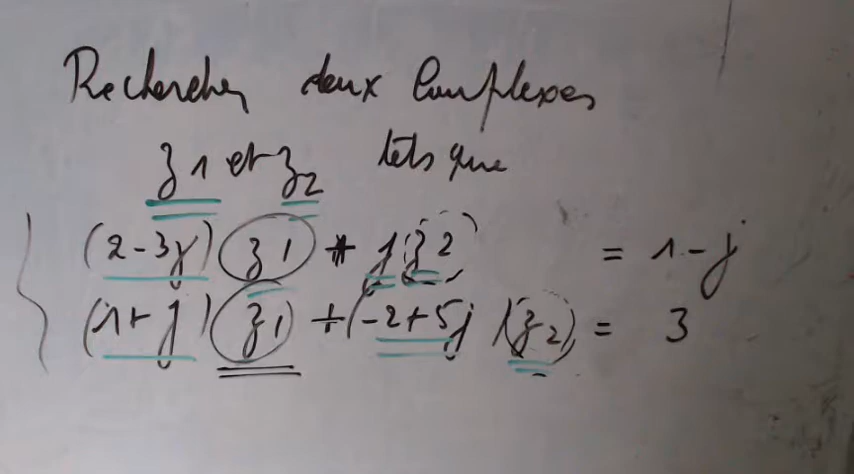 Rechercher deux Complexes
z1 et z2 tels que
(2-3j) (z1) + j(z2) = 1-j
(1+j) (z1) + (-2+5j)(z2) = 3